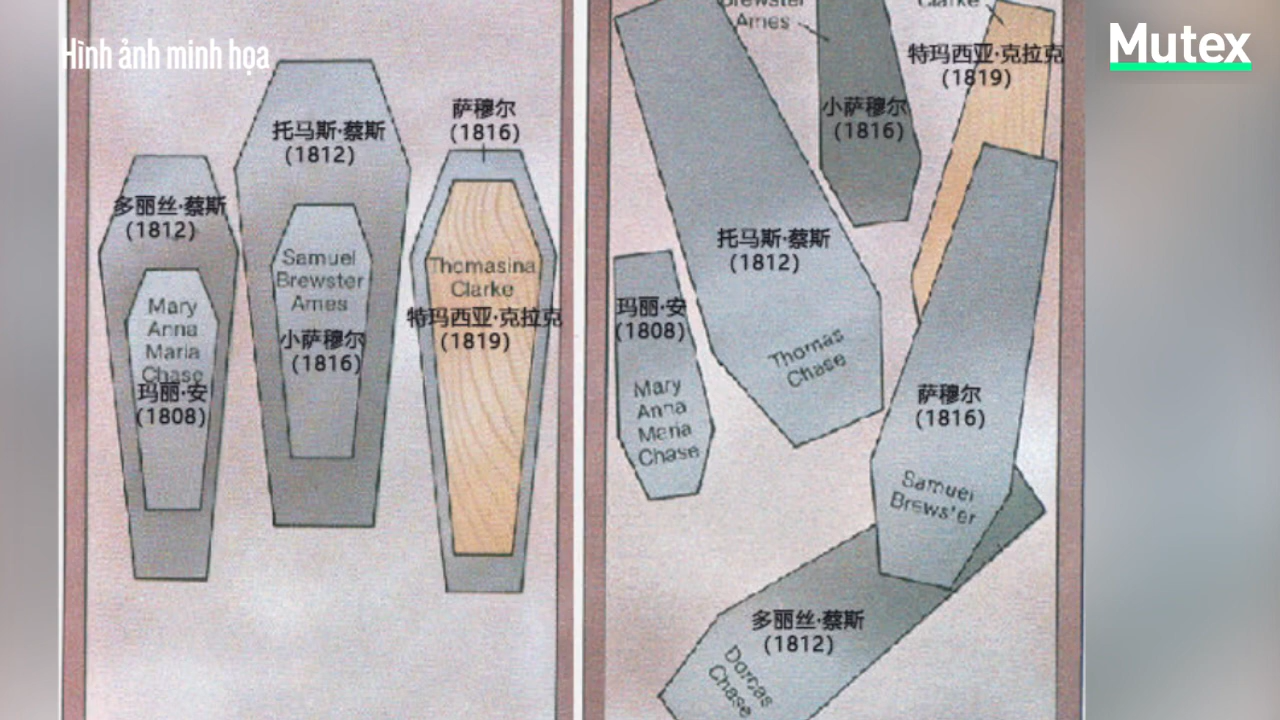 Hình ảnh minh họa
Mutex
托马斯·蔡斯
(1812)
萨穆尔
(1816)
多丽丝·蔡斯
(1812)
Samuel
Brewster
Ames
小萨穆尔
(1816)
Thomasina
Clarke
特玛西亚·克拉克
(1819)
Mary
Anna
Maria
Chase
玛丽·安
(1808)
Brewster
Ames
小萨穆尔
(1816)
Clarke
特玛西亚·克拉克
(1819)
托马斯·蔡斯
(1812)
Thomas
Chase
玛丽·安
(1808)
Mary
Anna
Maria
Chase
萨穆尔
(1816)
Samuel
Brewster
多丽丝·蔡斯
(1812)
Dorcas
Chase